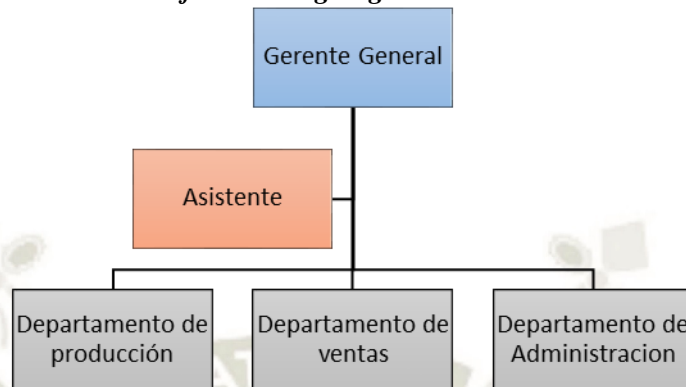 Gerente General
Asistente
Departamento de
producción
Departamento de
ventas
Departamento de
Administracion